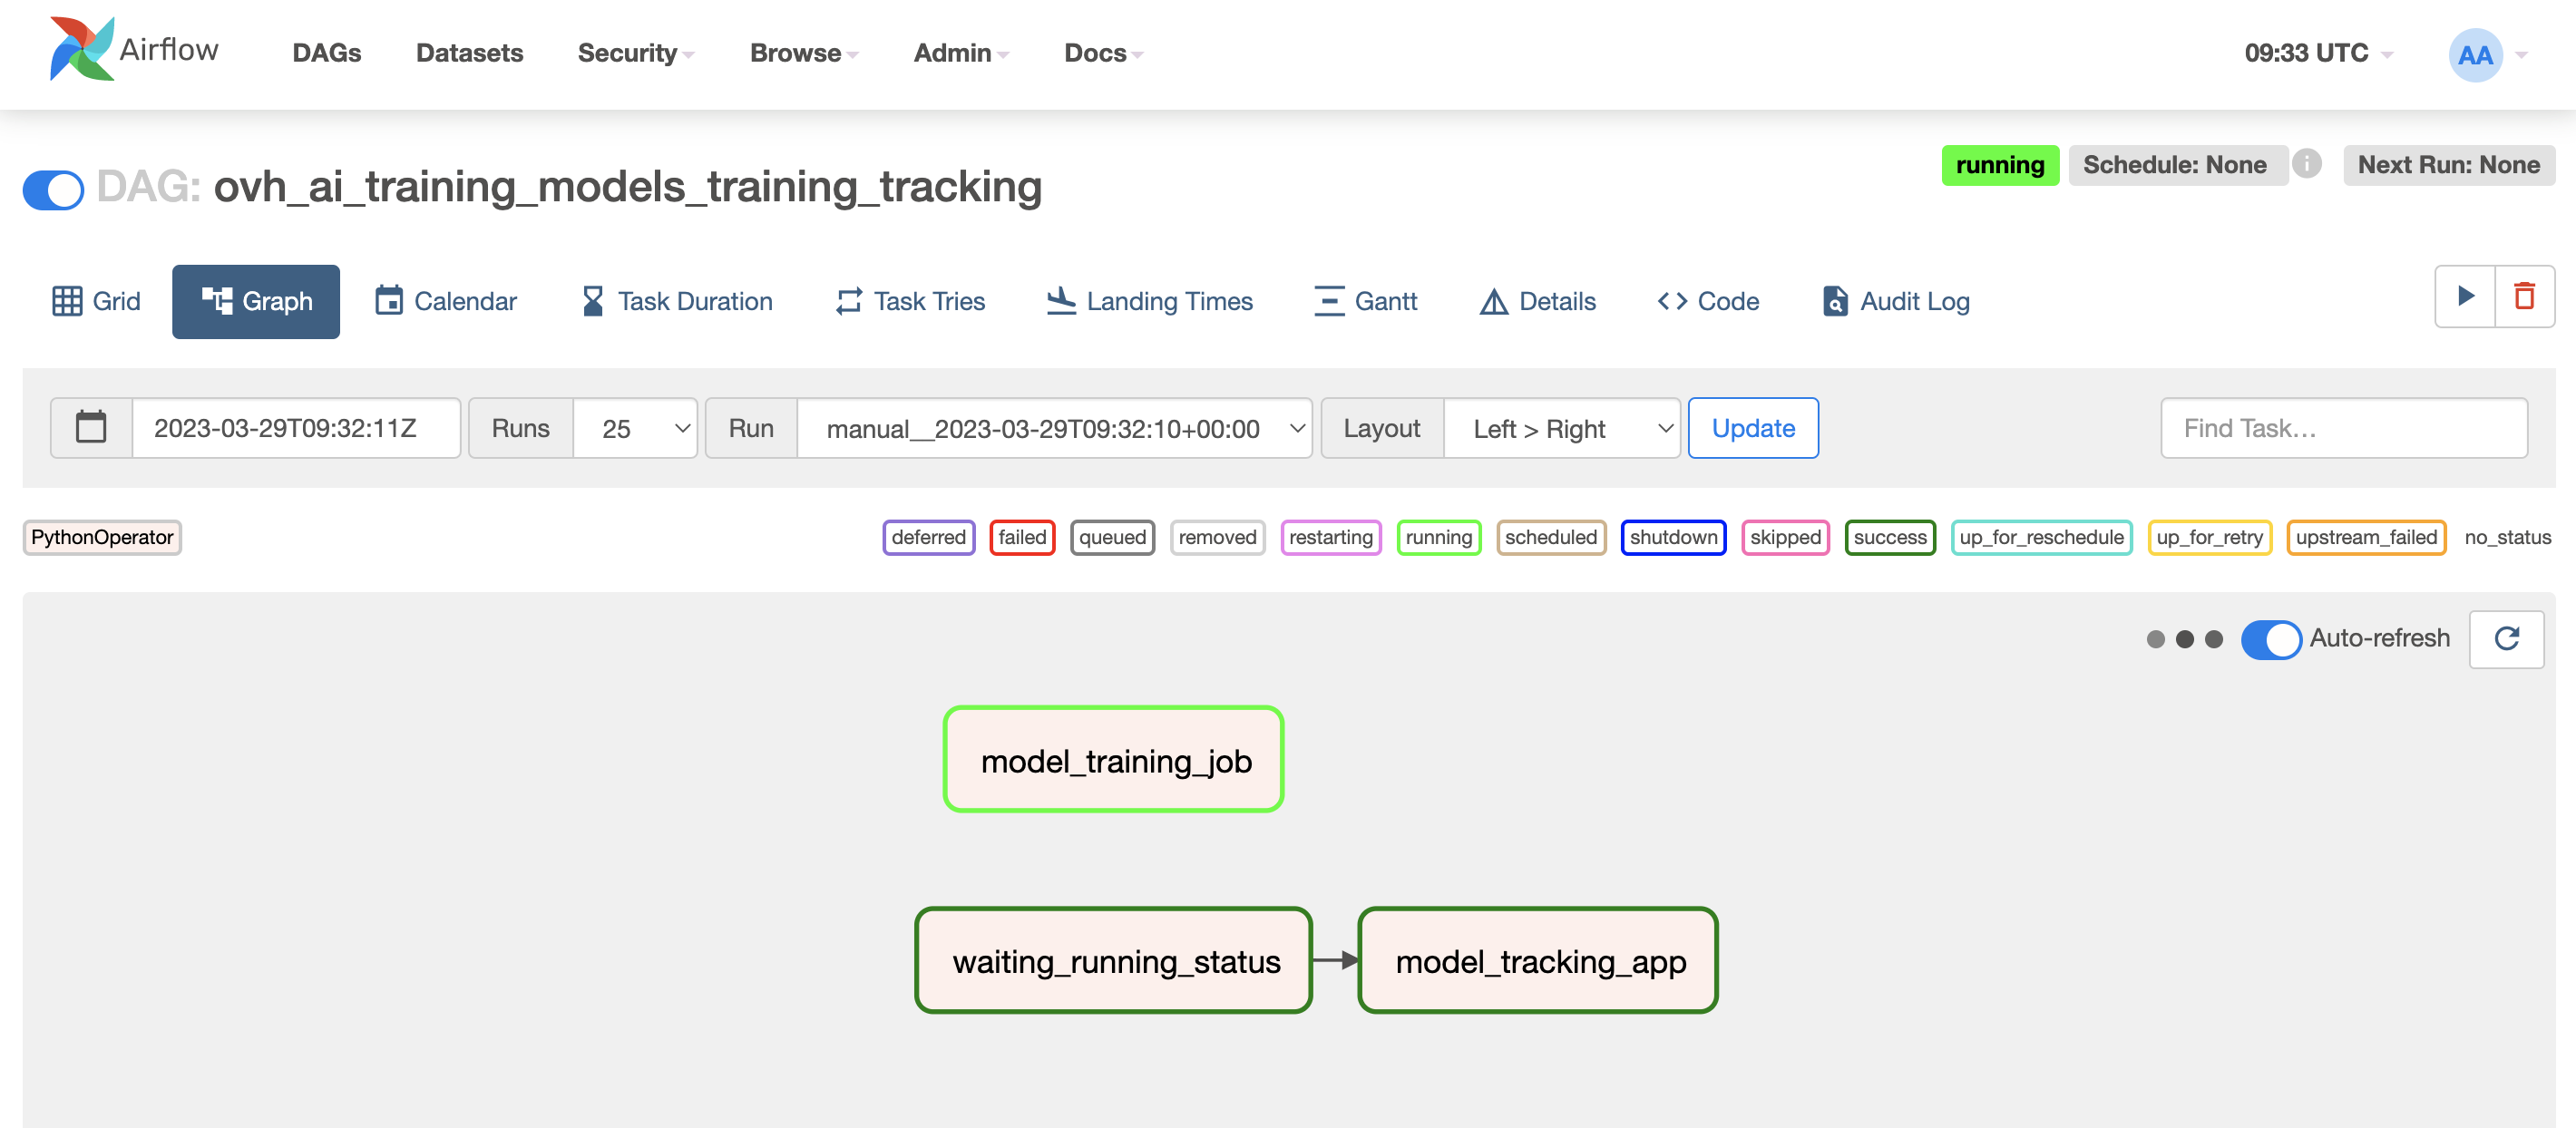 Airflow DAGs Datasets Security Browse Admin Docs 09:33 UTC AA
DAG: ovh_ai_training_models_training_tracking running Schedule: None i Next Run: None
Grid Graph Calendar Task Duration Task Tries Landing Times Gantt Details Code Audit Log
2023-03-29T09:32:11Z Runs 25 Run manual__2023-03-29T09:32:10+00:00 Layout Left > Right Update Find Task...
PythonOperator deferred failed queued removed restarting running scheduled shutdown skipped success up_for_reschedule up_for_retry upstream_failed no_status
Auto-refresh
model_training_job
waiting_running_status model_tracking_app